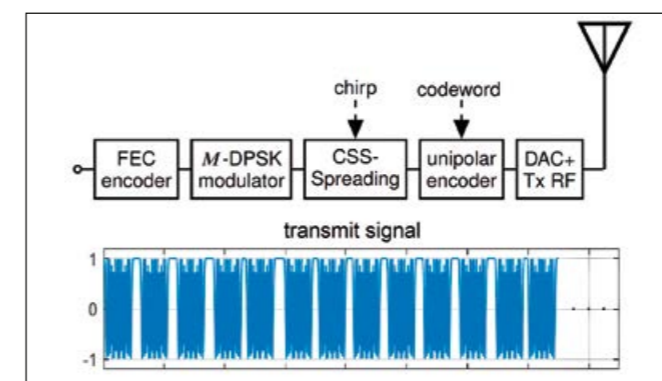 chirp codeword
FEC encoder
M-DPSK modulator
CSS-Spreading
unipolar encoder
DAC+ Tx RF
transmit signal
1
0
-1